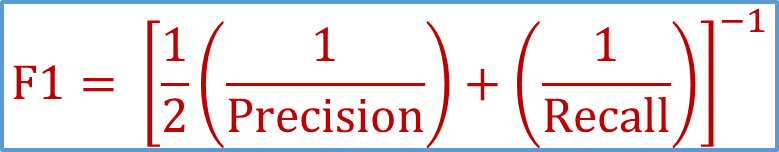 F1 = [1/2 (1/Precision) + (1/Recall)]⁻¹